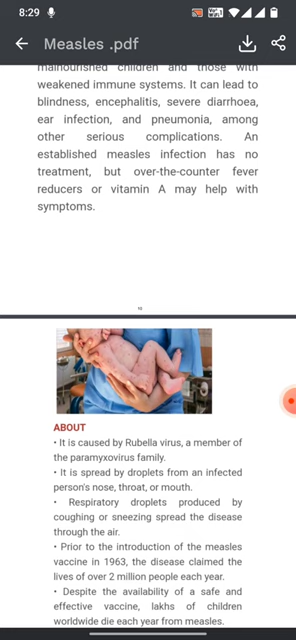 8:29
Measles .pdf
malnourished children and those with
weakened immune systems. It can lead to
blindness, encephalitis, severe diarrhoea,
ear infection, and pneumonia, among
other serious complications. An
established measles infection has no
treatment, but over-the-counter fever
reducers or vitamin A may help with
symptoms.
ABOUT
• It is caused by Rubella virus, a member of
the paramyxovirus family.
• It is spread by droplets from an infected
person's nose, throat, or mouth.
• Respiratory droplets produced by
coughing or sneezing spread the disease
through the air.
• Prior to the introduction of the measles
vaccine in 1963, the disease claimed the
lives of over 2 million people each year.
• Despite the availability of a safe and
effective vaccine, lakhs of children
worldwide die each year from measles.